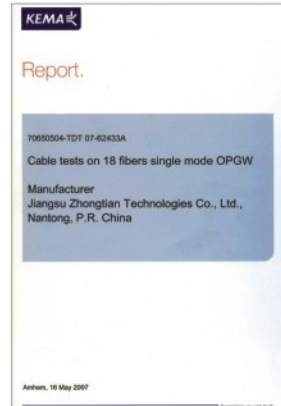 KEMA
Report.
70650504-TDT 07-62433A
Cable tests on 18 fibers single mode OPGW
Manufacturer
Jiangsu Zhongtian Technologies Co., Ltd.,
Nantong, P.R. China
Arnhem, 16 May 2007